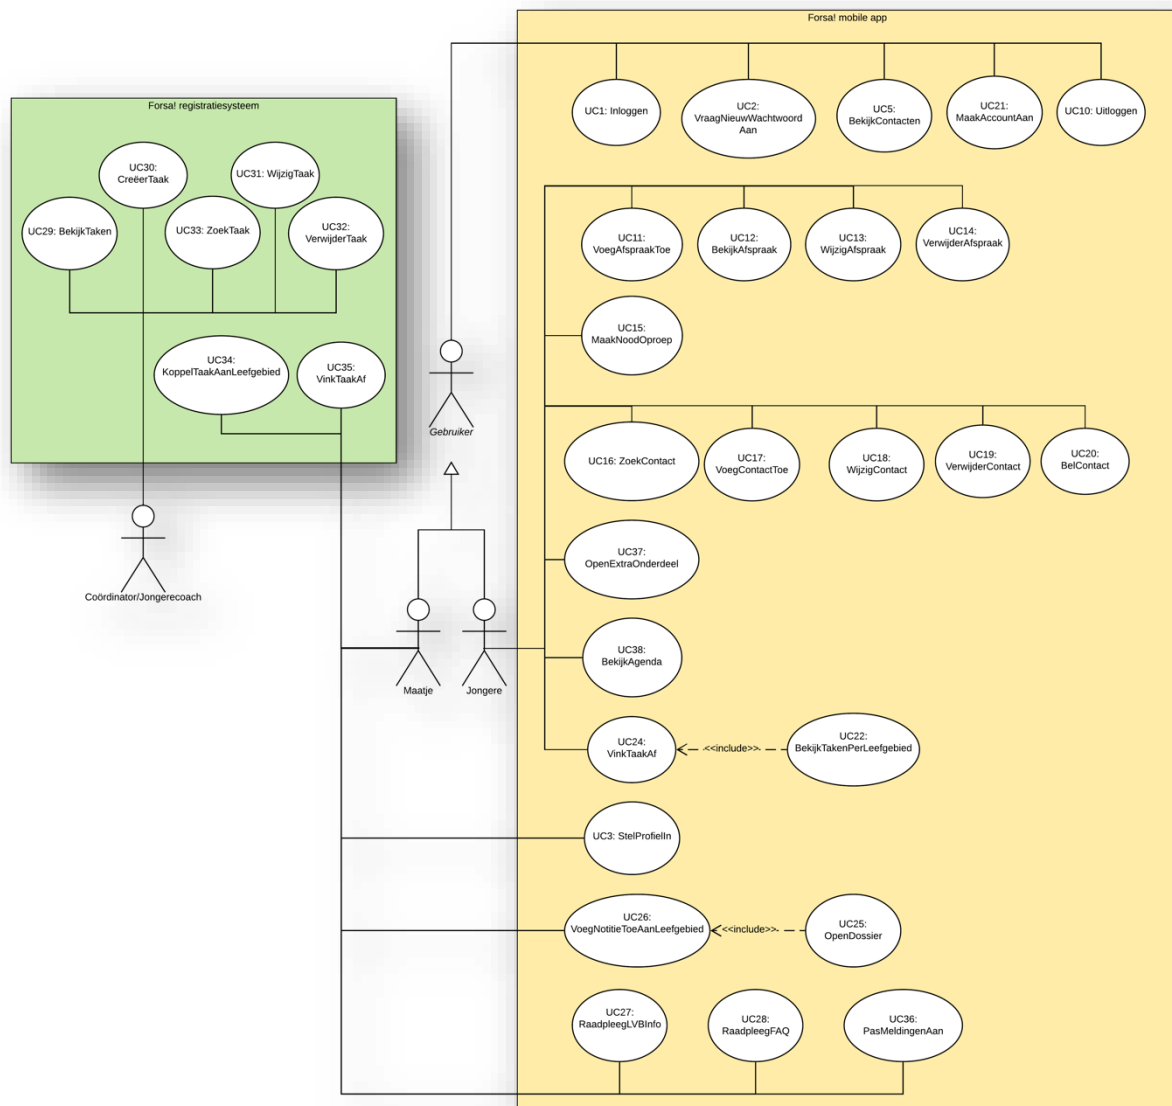 Forsa! mobile app
UC1: Inloggen
UC2:
VraagNieuwWachtwoord
Aan
UC5:
BekijkContacten
UC21:
MaakAccountAan
UC10: Uitloggen
Forsa! registratiesysteem
UC30:
CreëerTaak
UC31: WijzigTaak
UC29: BekijkTaken
UC33: ZoekTaak
UC32:
VerwijderTaak
UC11:
VoegAfspraakToe
UC12:
BekijkAfspraak
UC13:
WijzigAfspraak
UC14:
VerwijderAfspraak
UC15:
MaakNoodOproep
UC34:
KoppelTaakAanLeefgebied
UC35:
VinkTaakAf
Gebruiker
UC16: ZoekContact
UC17:
VoegContactToe
UC18:
WijzigContact
UC19:
VerwijderContact
UC20:
BelContact
UC37:
OpenExtraOnderdeel
Coördinator/Jongerecoach
UC38:
BekijkAgenda
Maatje
Jongere
UC24:
VinkTaakAf
<<include>>
UC22:
BekijkTakenPerLeefgebied
UC3: StelProfielIn
UC26:
VoegNotitieToeAanLeefgebied
<<include>>
UC25:
OpenDossier
UC27:
RaadpleegLVBInfo
UC28:
RaadpleegFAQ
UC36:
PasMeldingenAan